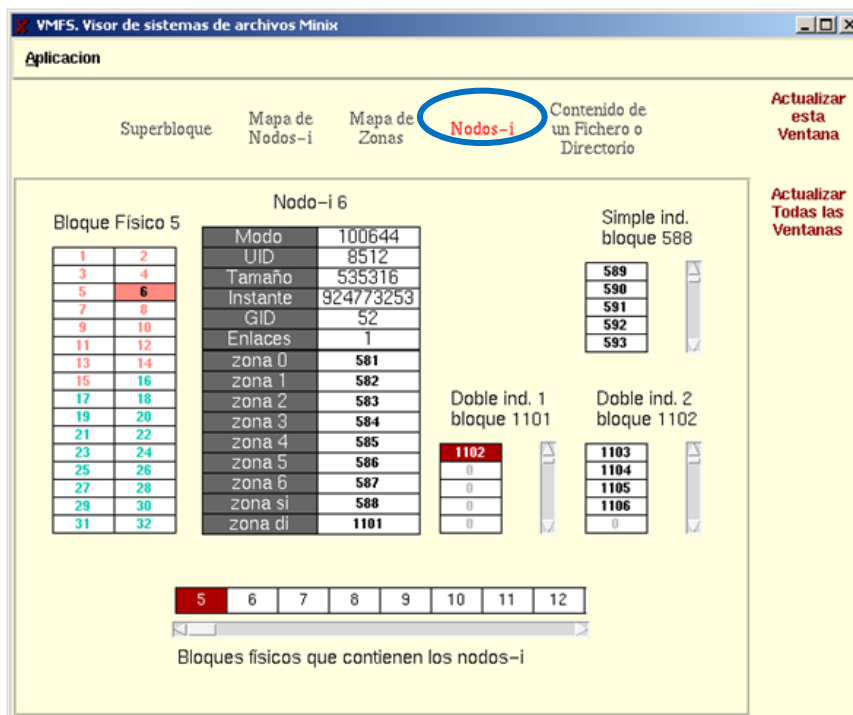 VMFS. Visor de sistemas de archivos Minix
Aplicacion
Superbloque
Mapa de
Nodos-i
Mapa de
Zonas
Nodos-i
Contenido de
un Fichero o
Directorio
Actualizar
esta
Ventana
Actualizar
Todas las
Ventanas
Bloque Físico 5
1 2
3 4
5 6
7 8
9 10
11 12
13 14
15 16
17 18
19 20
21 22
23 24
25 26
27 28
29 30
31 32
Nodo-i 6
Modo 100644
UID 8512
Tamaño 535316
Instante 924773253
GID 52
Enlaces 1
zona 0 581
zona 1 582
zona 2 583
zona 3 584
zona 4 585
zona 5 586
zona 6 587
zona si 588
zona di 1101
Simple ind.
bloque 588
589
590
591
592
593
Doble ind. 1
bloque 1101
1102
0
0
0
0
Doble ind. 2
bloque 1102
1103
1104
1105
1106
0
5 6 7 8 9 10 11 12
Bloques físicos que contienen los nodos-i